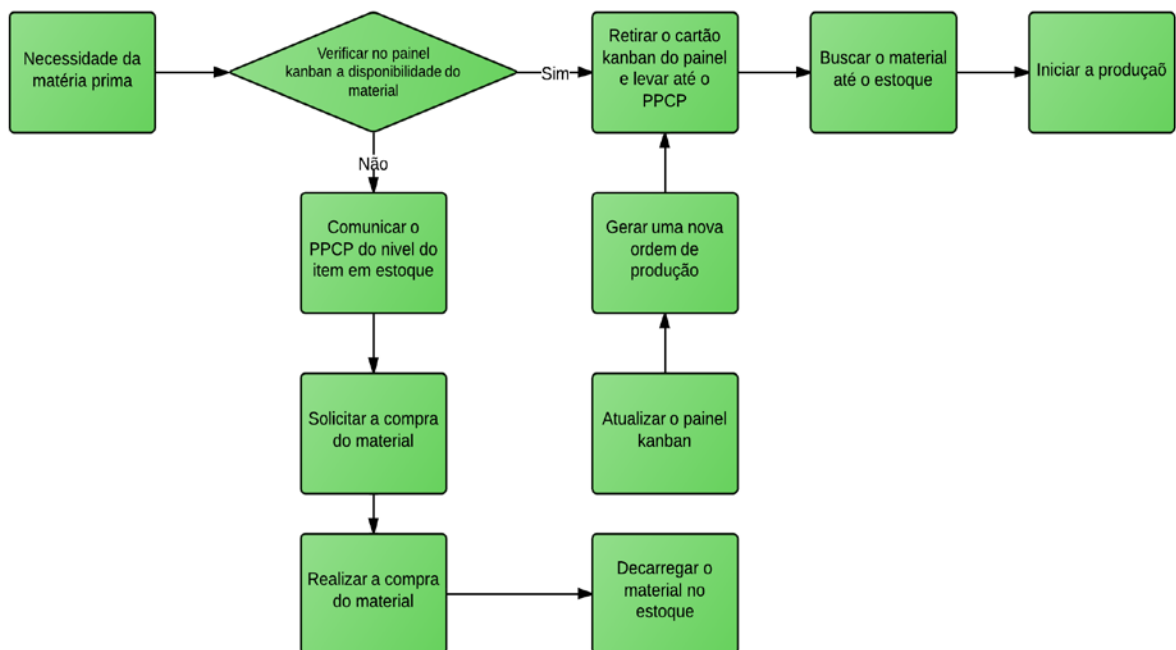 Necessidade da
matéria prima
Verificar no painel
kanban a disponibilidade do
material
Sim
Retirar o cartão
kanban do painel
e levar até o
PPCP
Buscar o material
até o estoque
Iniciar a produçaõ
Não
Comunicar o
PPCP do nivel do
item em estoque
Gerar uma nova
ordem de
produção
Solicitar a compra
do material
Atualizar o painel
kanban
Realizar a compra
do material
Decarregar o
material no
estoque